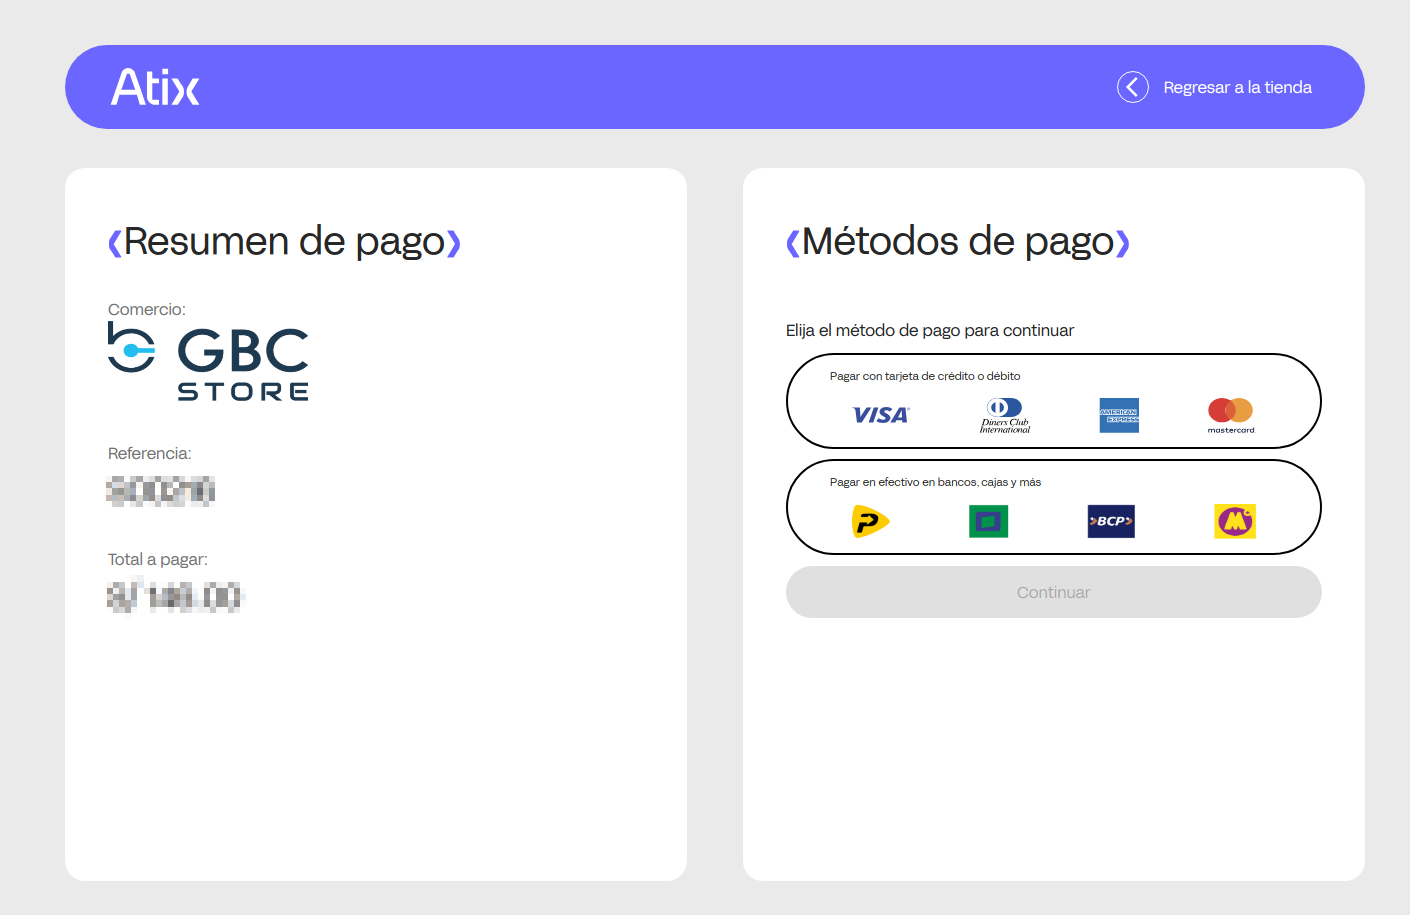 Atix
Regresar a la tienda
Resumen de pago
Comercio:
GBC
STORE
Referencia:
Total a pagar:
Métodos de pago
Elija el método de pago para continuar
Pagar con tarjeta de crédito o débito
VISA
Diners Club
International
AMERICAN
EXPRESS
mastercard
Pagar en efectivo en bancos, cajas y más
BCP
Continuar